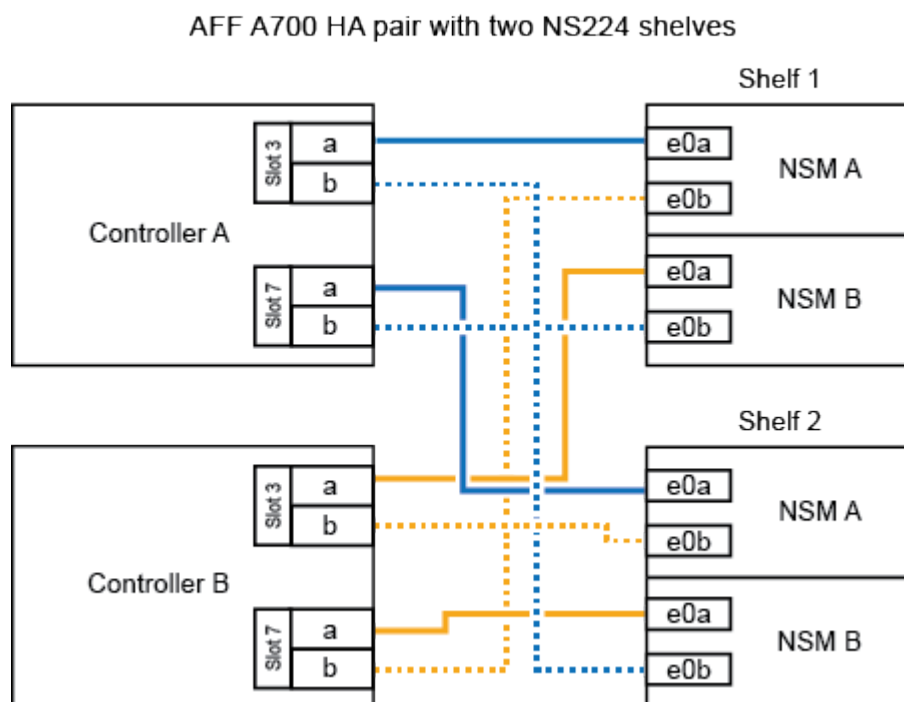 AFF A700 HA pair with two NS224 shelves
Shelf 1
Controller A
Slot 3
a
b
Slot 7
a
b
e0a
e0b
NSM A
e0a
e0b
NSM B
Shelf 2
Controller B
Slot 3
a
b
Slot 7
a
b
e0a
e0b
NSM A
e0a
e0b
NSM B